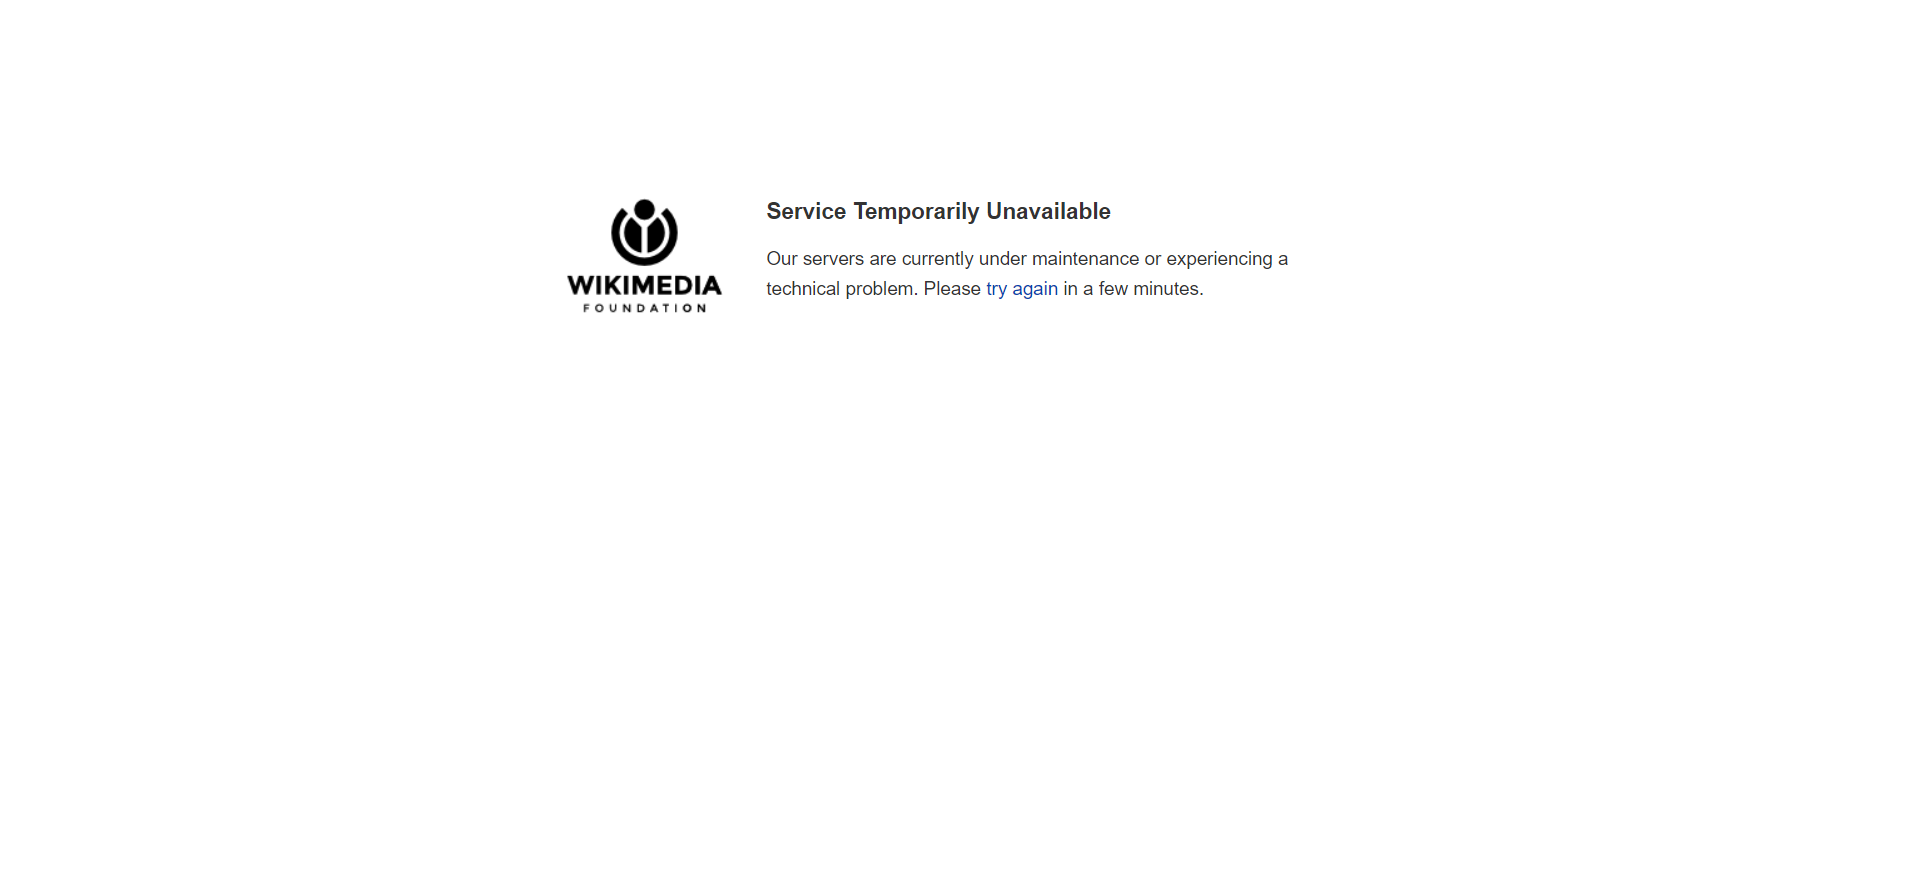 Service Temporarily Unavailable
WIKIMEDIA
FOUNDATION
Our servers are currently under maintenance or experiencing a
technical problem. Please try again in a few minutes.